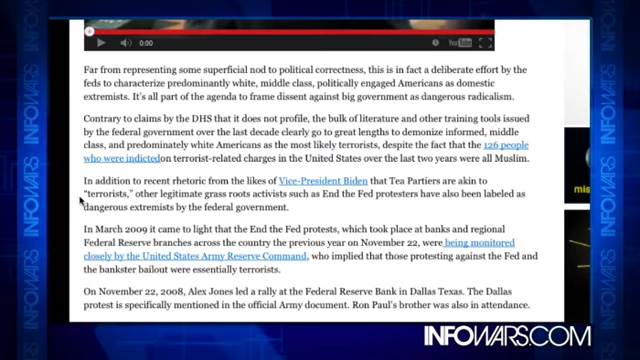 0:00
YouTube
Far from representing some superficial nod to political correctness, this is in fact a deliberate effort by the
feds to characterize predominantly white, middle class, politically engaged Americans as domestic
extremists. It's all part of the agenda to frame dissent against big government as dangerous radicalism.
Contrary to claims by the DHS that it does not profile, the bulk of literature and other training tools issued
by the federal government over the last decade clearly go to great lengths to demonize informed, middle
class, and predominately white Americans as the most likely terrorists, despite the fact that the 126 people
who were indictedon terrorist-related charges in the United States over the last two years were all Muslim.
In addition to recent rhetoric from the likes of Vice-President Biden that Tea Partiers are akin to
“terrorists,” other legitimate grass roots activists such as End the Fed protesters have also been labeled as
dangerous extremists by the federal government.
In March 2009 it came to light that the End the Fed protests, which took place at banks and regional
Federal Reserve branches across the country the previous year on November 22, were being monitored
closely by the United States Army Reserve Command, who implied that those protesting against the Fed and
the bankster bailout were essentially terrorists.
On November 22, 2008, Alex Jones led a rally at the Federal Reserve Bank in Dallas Texas. The Dallas
protest is specifically mentioned in the official Army document. Ron Paul's brother was also in attendance.
mis
INFOWARS
INFOWARS
INFOWARS.COM